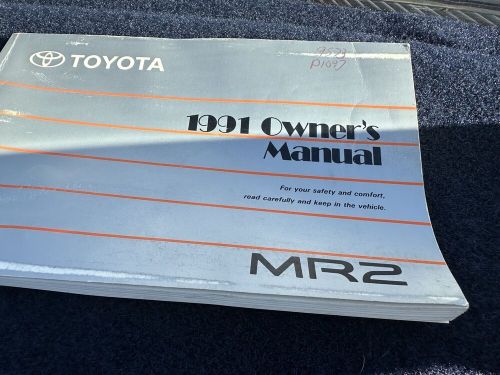 TOYOTA
1991 Owner's
Manual
For your safety and comfort,
read carefully and keep in the vehicle.
MR2